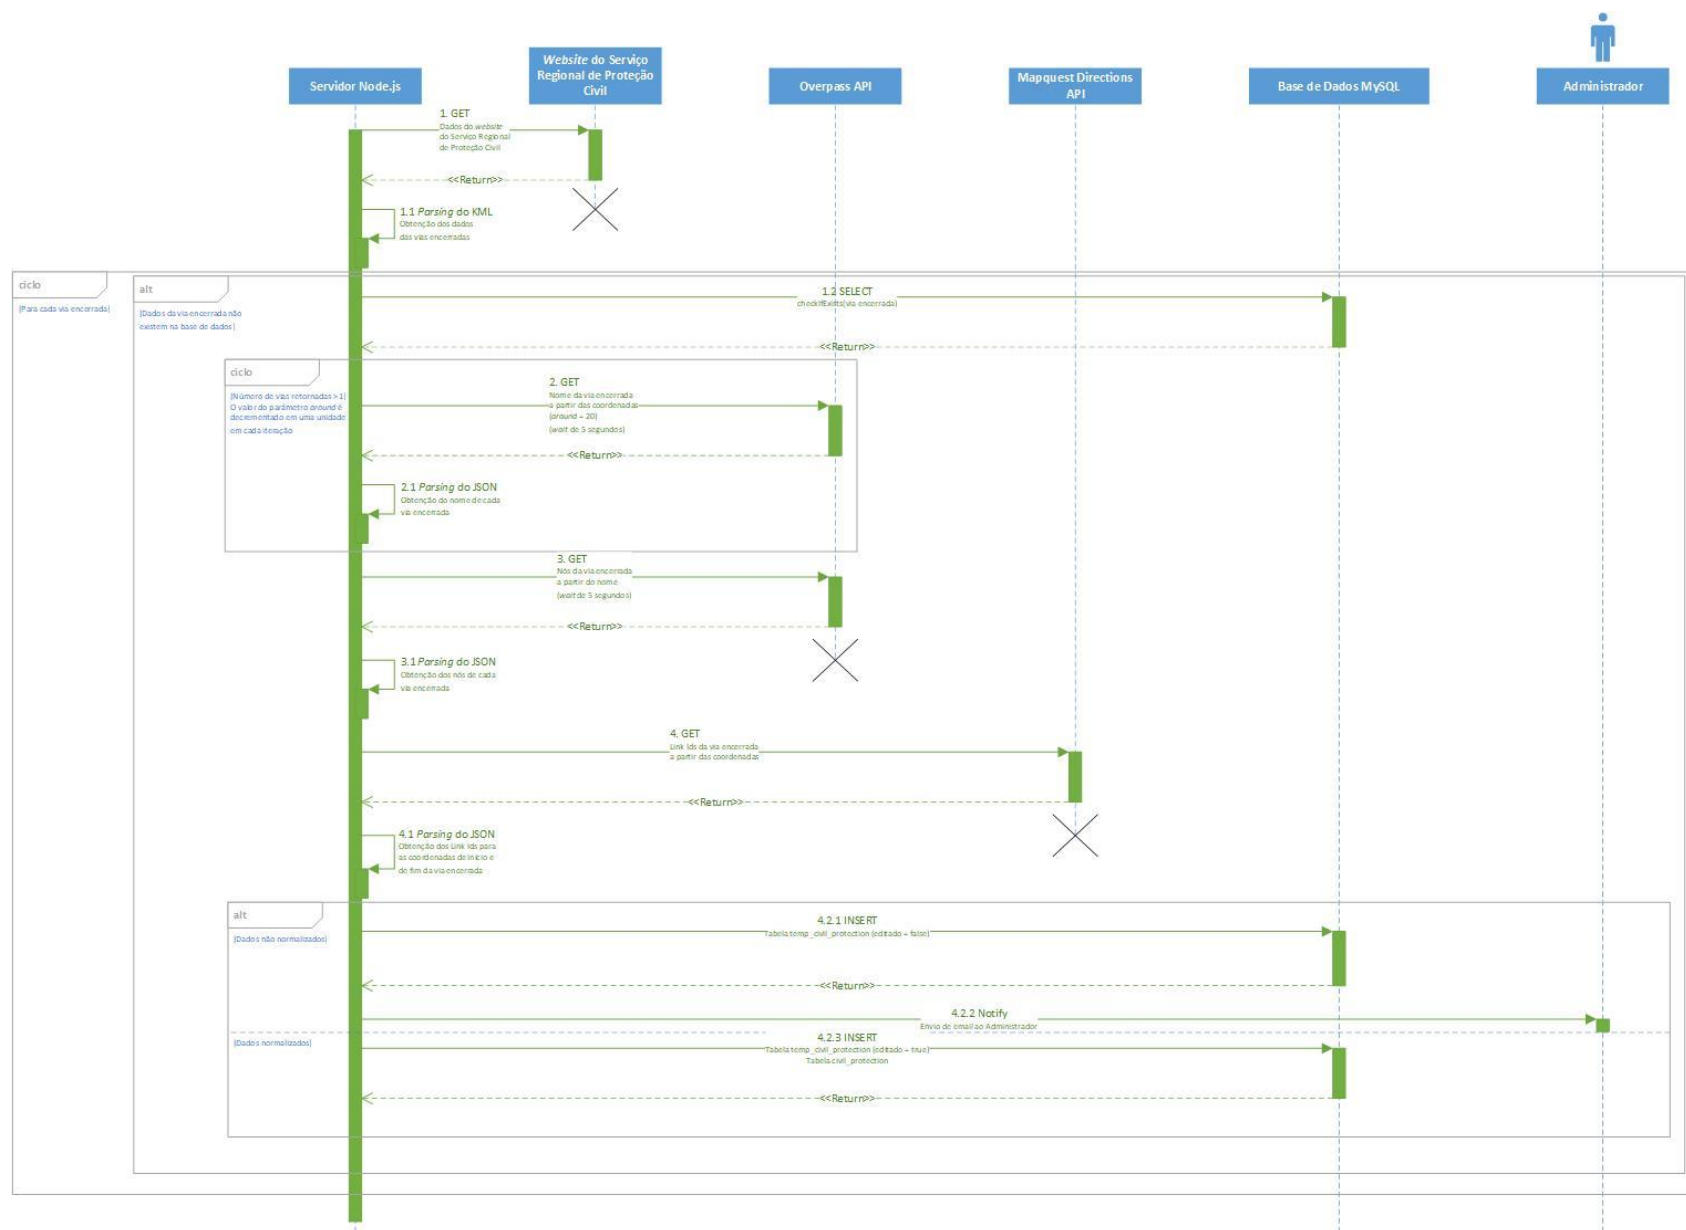 Servidor Node.js
Website do Serviço
Regional de Proteção
Civil
Overpass API
Mapquest Directions
API
Base de Dados MySQL
Administrador
1. GET
Dados do website
do Serviço Regional
de Proteção Civil
<<Return>>
1.1 Parsing do KML
Obtenção dos dados
das vias encerradas
ciclo
[Para cada via encerrada]
alt
[Dados da via encerrada não
existem na base de dados]
1.2 SELECT
checkIfExists(via encerrada)
<<Return>>
ciclo
[Número de vias retornadas > 1]
O valor do parâmetro around é
decrementado em uma unidade
em cada iteração
2. GET
Nome da via encerrada
a partir das coordenadas
(around = 20)
(wait de 5 segundos)
<<Return>>
2.1 Parsing do JSON
Obtenção do nome de cada
via encerrada
3. GET
Nós da via encerrada
a partir do nome
(wait de 5 segundos)
<<Return>>
3.1 Parsing do JSON
Obtenção dos nós de cada
via encerrada
4. GET
Link Ids da via encerrada
a partir das coordenadas
<<Return>>
4.1 Parsing do JSON
Obtenção dos Link Ids para
as coordenadas de início e
de fim da via encerrada
alt
[Dados não normalizados]
4.2.1 INSERT
Tabela temp_civil_protection (editado = false)
<<Return>>
4.2.2 Notify
Envio de email ao Administrador
[Dados normalizados]
4.2.3 INSERT
Tabela temp_civil_protection (editado = true)
Tabela civil_protection
<<Return>>